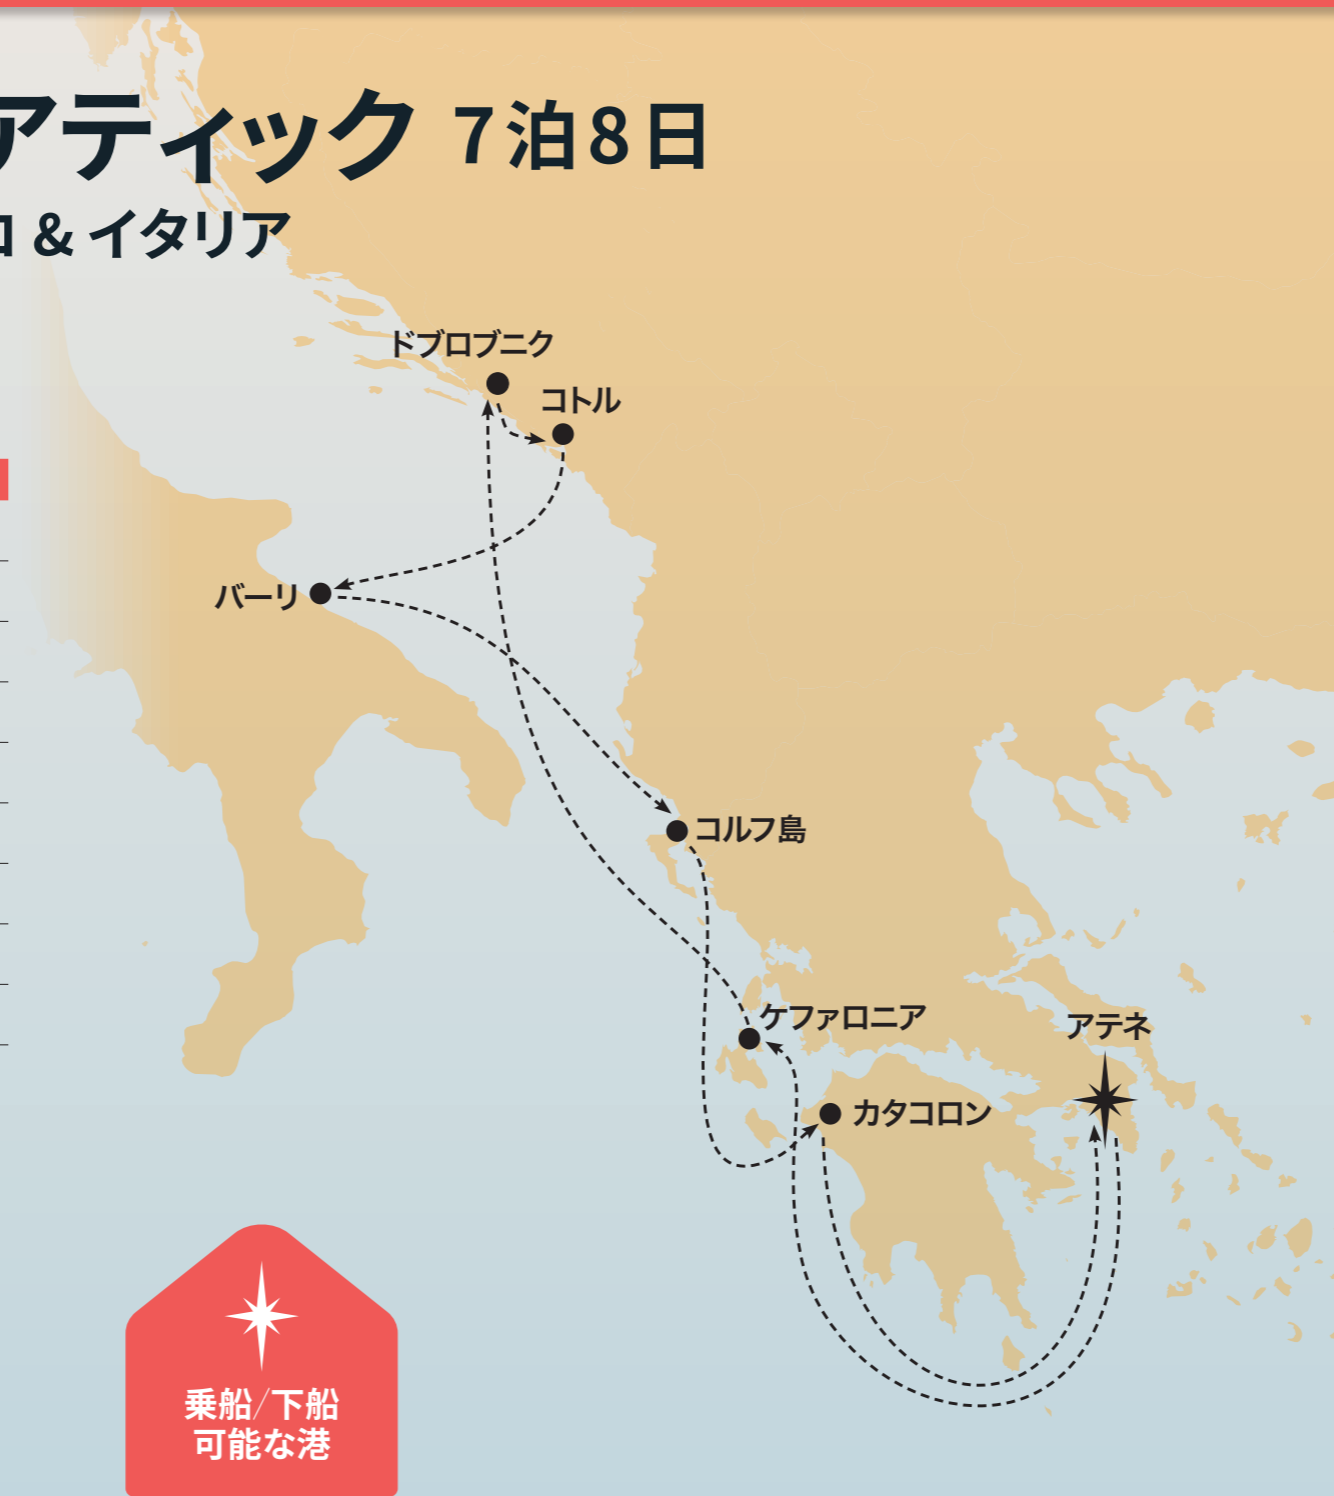 アティック 7泊8日
& イタリア
ドブロブニク
コトル
バーリ
コルフ島
ケファロニア
アテネ
カタコロン
乗船/下船
可能な港